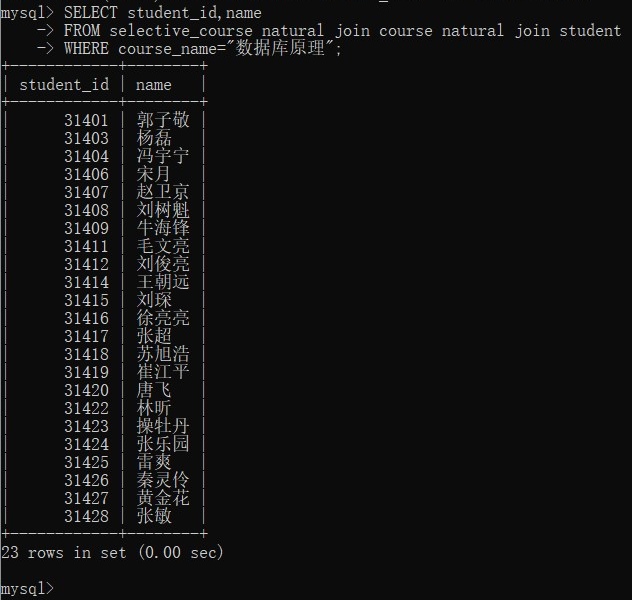 mysql> SELECT student_id,name
    -> FROM selective_course natural join course natural join student
    -> WHERE course_name="数据库原理";
+------------+--------+
| student_id | name   |
+------------+--------+
|      31401 | 郭子敬 |
|      31403 | 杨磊   |
|      31404 | 冯宇宁 |
|      31406 | 宋月   |
|      31407 | 赵卫京 |
|      31408 | 刘树魁 |
|      31409 | 牛海锋 |
|      31411 | 毛文亮 |
|      31412 | 刘俊亮 |
|      31414 | 王朝远 |
|      31415 | 刘琛   |
|      31416 | 徐亮亮 |
|      31417 | 张超   |
|      31418 | 苏旭浩 |
|      31419 | 崔江平 |
|      31420 | 唐飞   |
|      31422 | 林昕   |
|      31423 | 操牡丹 |
|      31424 | 张乐园 |
|      31425 | 雷爽   |
|      31426 | 秦灵伶 |
|      31427 | 黄金花 |
|      31428 | 张敏   |
+------------+--------+
23 rows in set (0.00 sec)
mysql>